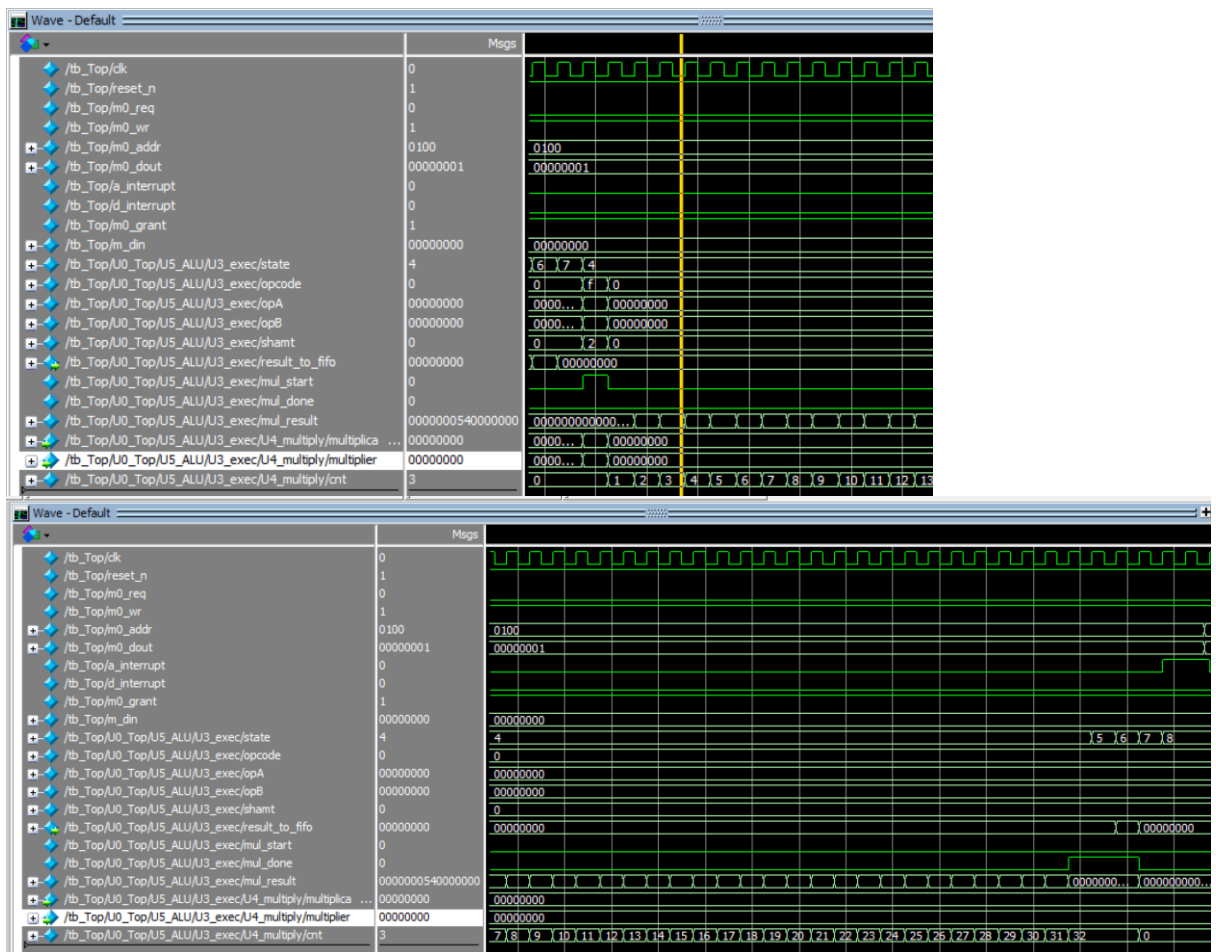 Wave - Default
Msgs
/tb_Top/clk 0
/tb_Top/reset_n 1
/tb_Top/m0_req 0
/tb_Top/m0_wr 1
/tb_Top/m0_addr 0100 0100
/tb_Top/m0_dout 00000001 00000001
/tb_Top/a_interrupt 0
/tb_Top/d_interrupt 0
/tb_Top/m0_grant 1
/tb_Top/m_din 00000000 00000000
/tb_Top/U0_Top/U5_ALU/U3_exec/state 4 6 7 4
/tb_Top/U0_Top/U5_ALU/U3_exec/opcode 0 0 f 0
/tb_Top/U0_Top/U5_ALU/U3_exec/opA 00000000 0000... 00000000
/tb_Top/U0_Top/U5_ALU/U3_exec/opB 00000000 0000... 00000000
/tb_Top/U0_Top/U5_ALU/U3_exec/shamt 0 0 2 0
/tb_Top/U0_Top/U5_ALU/U3_exec/result_to_fifo 00000000 00000000
/tb_Top/U0_Top/U5_ALU/U3_exec/mul_start 0
/tb_Top/U0_Top/U5_ALU/U3_exec/mul_done 0
/tb_Top/U0_Top/U5_ALU/U3_exec/mul_result 0000000540000000 000000000000...
/tb_Top/U0_Top/U5_ALU/U3_exec/U4_multiply/multiplica ... 00000000 0000... 00000000
/tb_Top/U0_Top/U5_ALU/U3_exec/U4_multiply/multiplier 00000000 0000... 00000000
/tb_Top/U0_Top/U5_ALU/U3_exec/U4_multiply/cnt 3 0 1 2 3 4 5 6 7 8 9 10 11 12 13
Wave - Default
Msgs
/tb_Top/clk 0
/tb_Top/reset_n 1
/tb_Top/m0_req 0
/tb_Top/m0_wr 1
/tb_Top/m0_addr 0100 0100
/tb_Top/m0_dout 00000001 00000001
/tb_Top/a_interrupt 0
/tb_Top/d_interrupt 0
/tb_Top/m0_grant 1
/tb_Top/m_din 00000000 00000000
/tb_Top/U0_Top/U5_ALU/U3_exec/state 4 4 5 6 7 8
/tb_Top/U0_Top/U5_ALU/U3_exec/opcode 0 0
/tb_Top/U0_Top/U5_ALU/U3_exec/opA 00000000 00000000
/tb_Top/U0_Top/U5_ALU/U3_exec/opB 00000000 00000000
/tb_Top/U0_Top/U5_ALU/U3_exec/shamt 0 0
/tb_Top/U0_Top/U5_ALU/U3_exec/result_to_fifo 00000000 00000000 00000000
/tb_Top/U0_Top/U5_ALU/U3_exec/mul_start 0
/tb_Top/U0_Top/U5_ALU/U3_exec/mul_done 0
/tb_Top/U0_Top/U5_ALU/U3_exec/mul_result 0000000540000000 0000000... 000000000...
/tb_Top/U0_Top/U5_ALU/U3_exec/U4_multiply/multiplica ... 00000000 00000000
/tb_Top/U0_Top/U5_ALU/U3_exec/U4_multiply/multiplier 00000000 00000000
/tb_Top/U0_Top/U5_ALU/U3_exec/U4_multiply/cnt 3 7 8 9 10 11 12 13 14 15 16 17 18 19 20 21 22 23 24 25 26 27 28 29 30 31 32 0